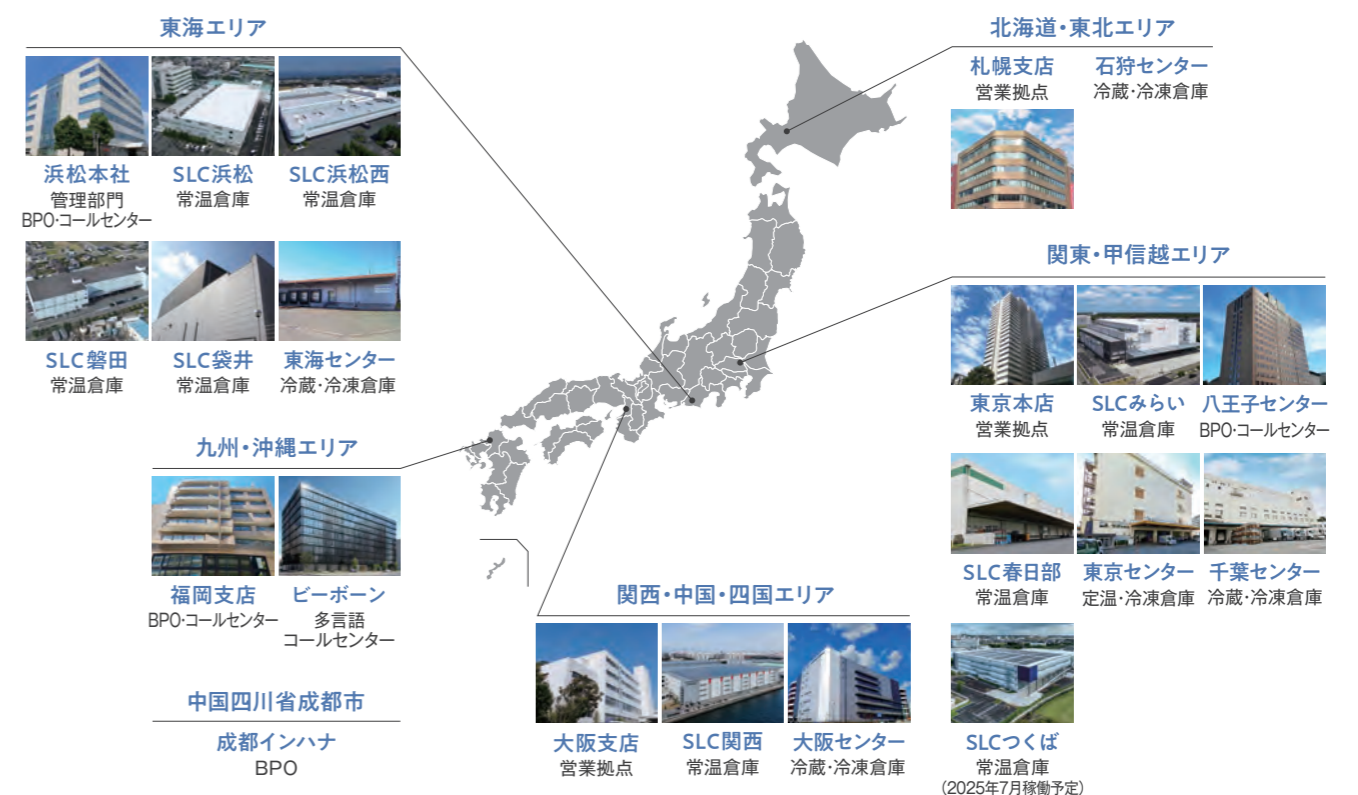 東海エリア
浜松本社
管理部門
BPO・コールセンター
SLC浜松
常温倉庫
SLC浜松西
常温倉庫
SLC磐田
常温倉庫
SLC袋井
常温倉庫
東海センター
冷蔵・冷凍倉庫
九州・沖縄エリア
福岡支店
BPO・コールセンター
ビーボーン
多言語
コールセンター
中国四川省成都市
成都インハナ
BPO
北海道・東北エリア
札幌支店
営業拠点
石狩センター
冷蔵・冷凍倉庫
関東・甲信越エリア
東京本店
営業拠点
SLCみらい
常温倉庫
八王子センター
BPO・コールセンター
SLC春日部
常温倉庫
東京センター
定温・冷凍倉庫
千葉センター
冷蔵・冷凍倉庫
SLCつくば
常温倉庫
（2025年7月稼働予定）
関西・中国・四国エリア
大阪支店
営業拠点
SLC関西
常温倉庫
大阪センター
冷蔵・冷凍倉庫